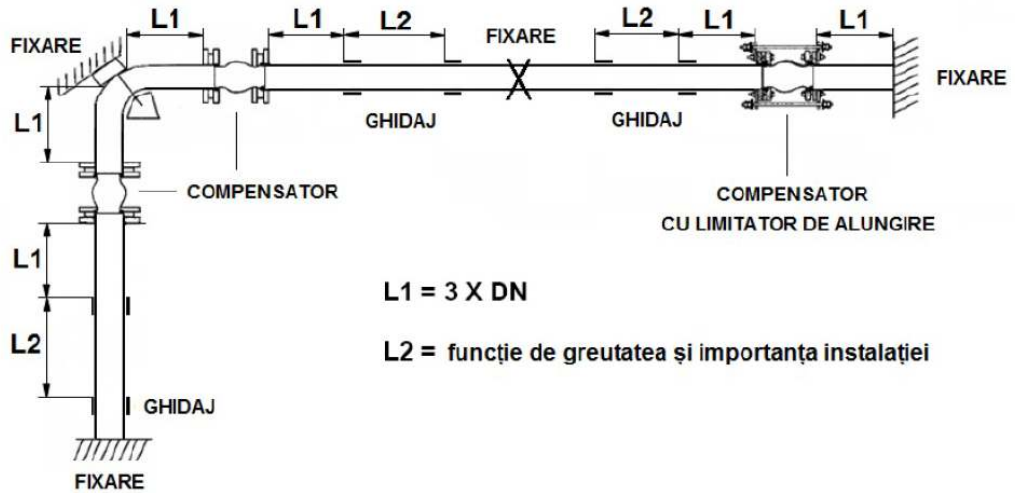 L1
L1
L2
L2
L1
L1
FIXARE
FIXARE
FIXARE
L1
GHIDAJ
GHIDAJ
COMPENSATOR
COMPENSATOR
CU LIMITATOR DE ALUNGIRE
L1
L1 = 3 X DN
L2
L2 = funcție de greutatea și importanța instalației
GHIDAJ
FIXARE